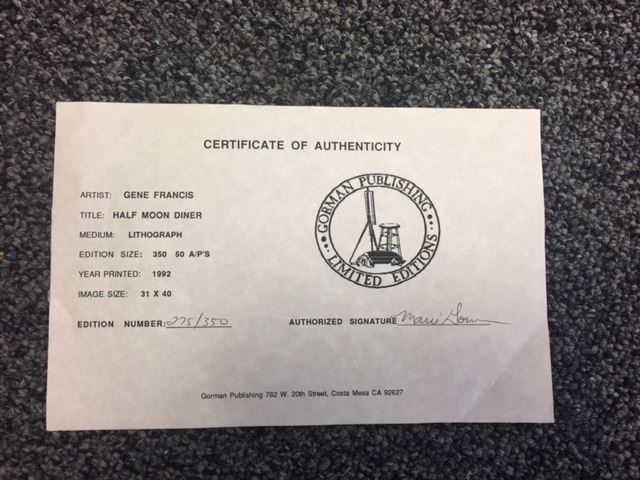 CERTIFICATE OF AUTHENTICITY
ARTIST: GENE FRANCIS
TITLE: HALF MOON DINER
MEDIUM: LITHOGRAPH
EDITION SIZE: 350 50 A/P'S
YEAR PRINTED: 1992
IMAGE SIZE: 31 X 40
GORMAN PUBLISHING
LIMITED EDITIONS
EDITION NUMBER: 275/350
AUTHORIZED SIGNATURE
Gorman Publishing 782 W. 20th Street, Costa Mesa CA 92627